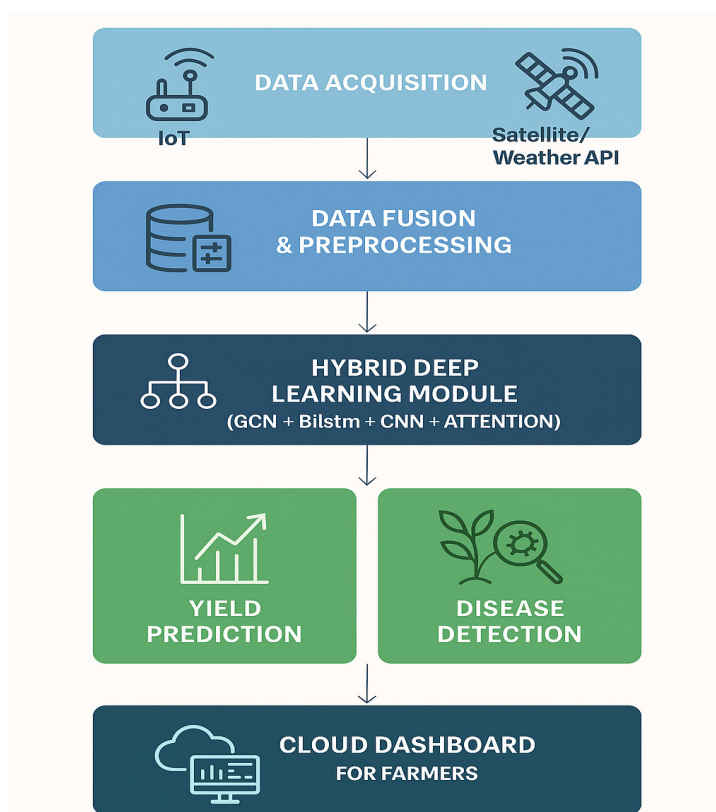 DATA ACQUISITION
IoT
Satellite/
Weather API
DATA FUSION
& PREPROCESSING
HYBRID DEEP
LEARNING MODULE
(GCN + Bilstm + CNN + ATTENTION)
YIELD
PREDICTION
DISEASE
DETECTION
CLOUD DASHBOARD
FOR FARMERS